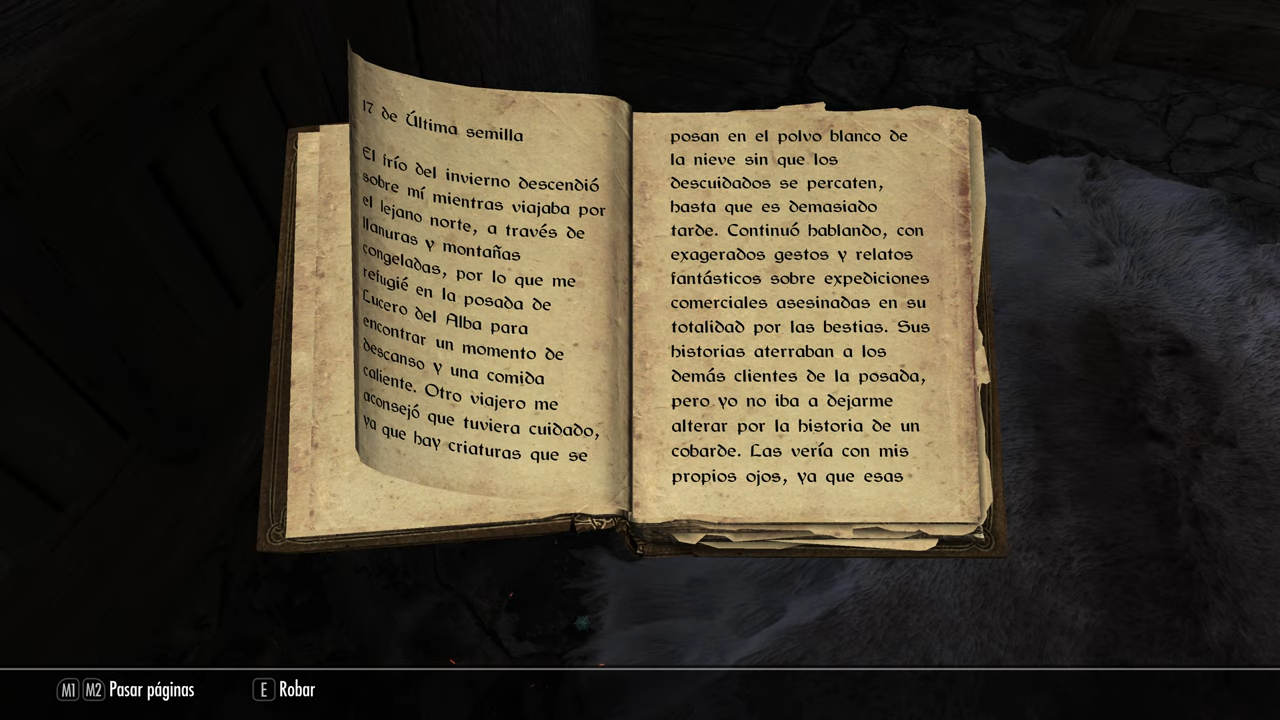 17 de Última semilla
El frío del invierno descendió
sobre mí mientras viajaba por
el lejano norte, a través de
llanuras y montañas
congeladas, por lo que me
refugié en la posada de
Lucero del Alba para
encontrar un momento de
descanso y una comida
caliente. Otro viajero me
aconsejó que tuviera cuidado,
ya que hay criaturas que se
posan en el polvo blanco de
la nieve sin que los
descuidados se percaten,
hasta que es demasiado
tarde. Continuó hablando, con
exagerados gestos y relatos
fantásticos sobre expediciones
comerciales asesinadas en su
totalidad por las bestias. Sus
historias aterraban a los
demás clientes de la posada,
pero yo no iba a dejarme
alterar por la historia de un
cobarde. Las vería con mis
propios ojos, ya que esas
M1 M2 Pasar páginas
E Robar